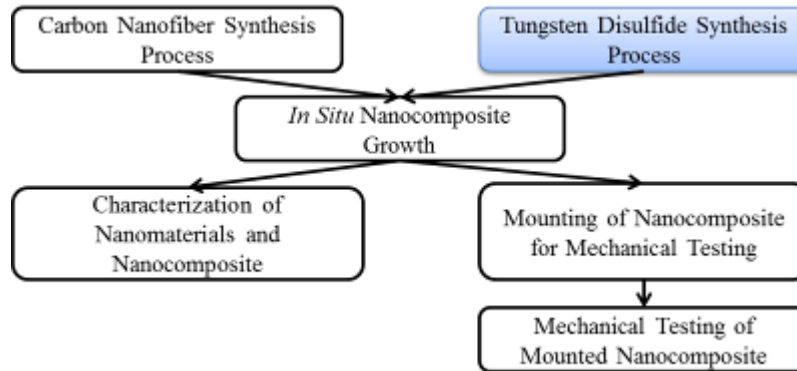 Carbon Nanofiber Synthesis
Process
Tungsten Disulfide Synthesis
Process
In Situ Nanocomposite
Growth
Characterization of
Nanomaterials and
Nanocomposite
Mounting of Nanocomposite
for Mechanical Testing
Mechanical Testing of
Mounted Nanocomposite